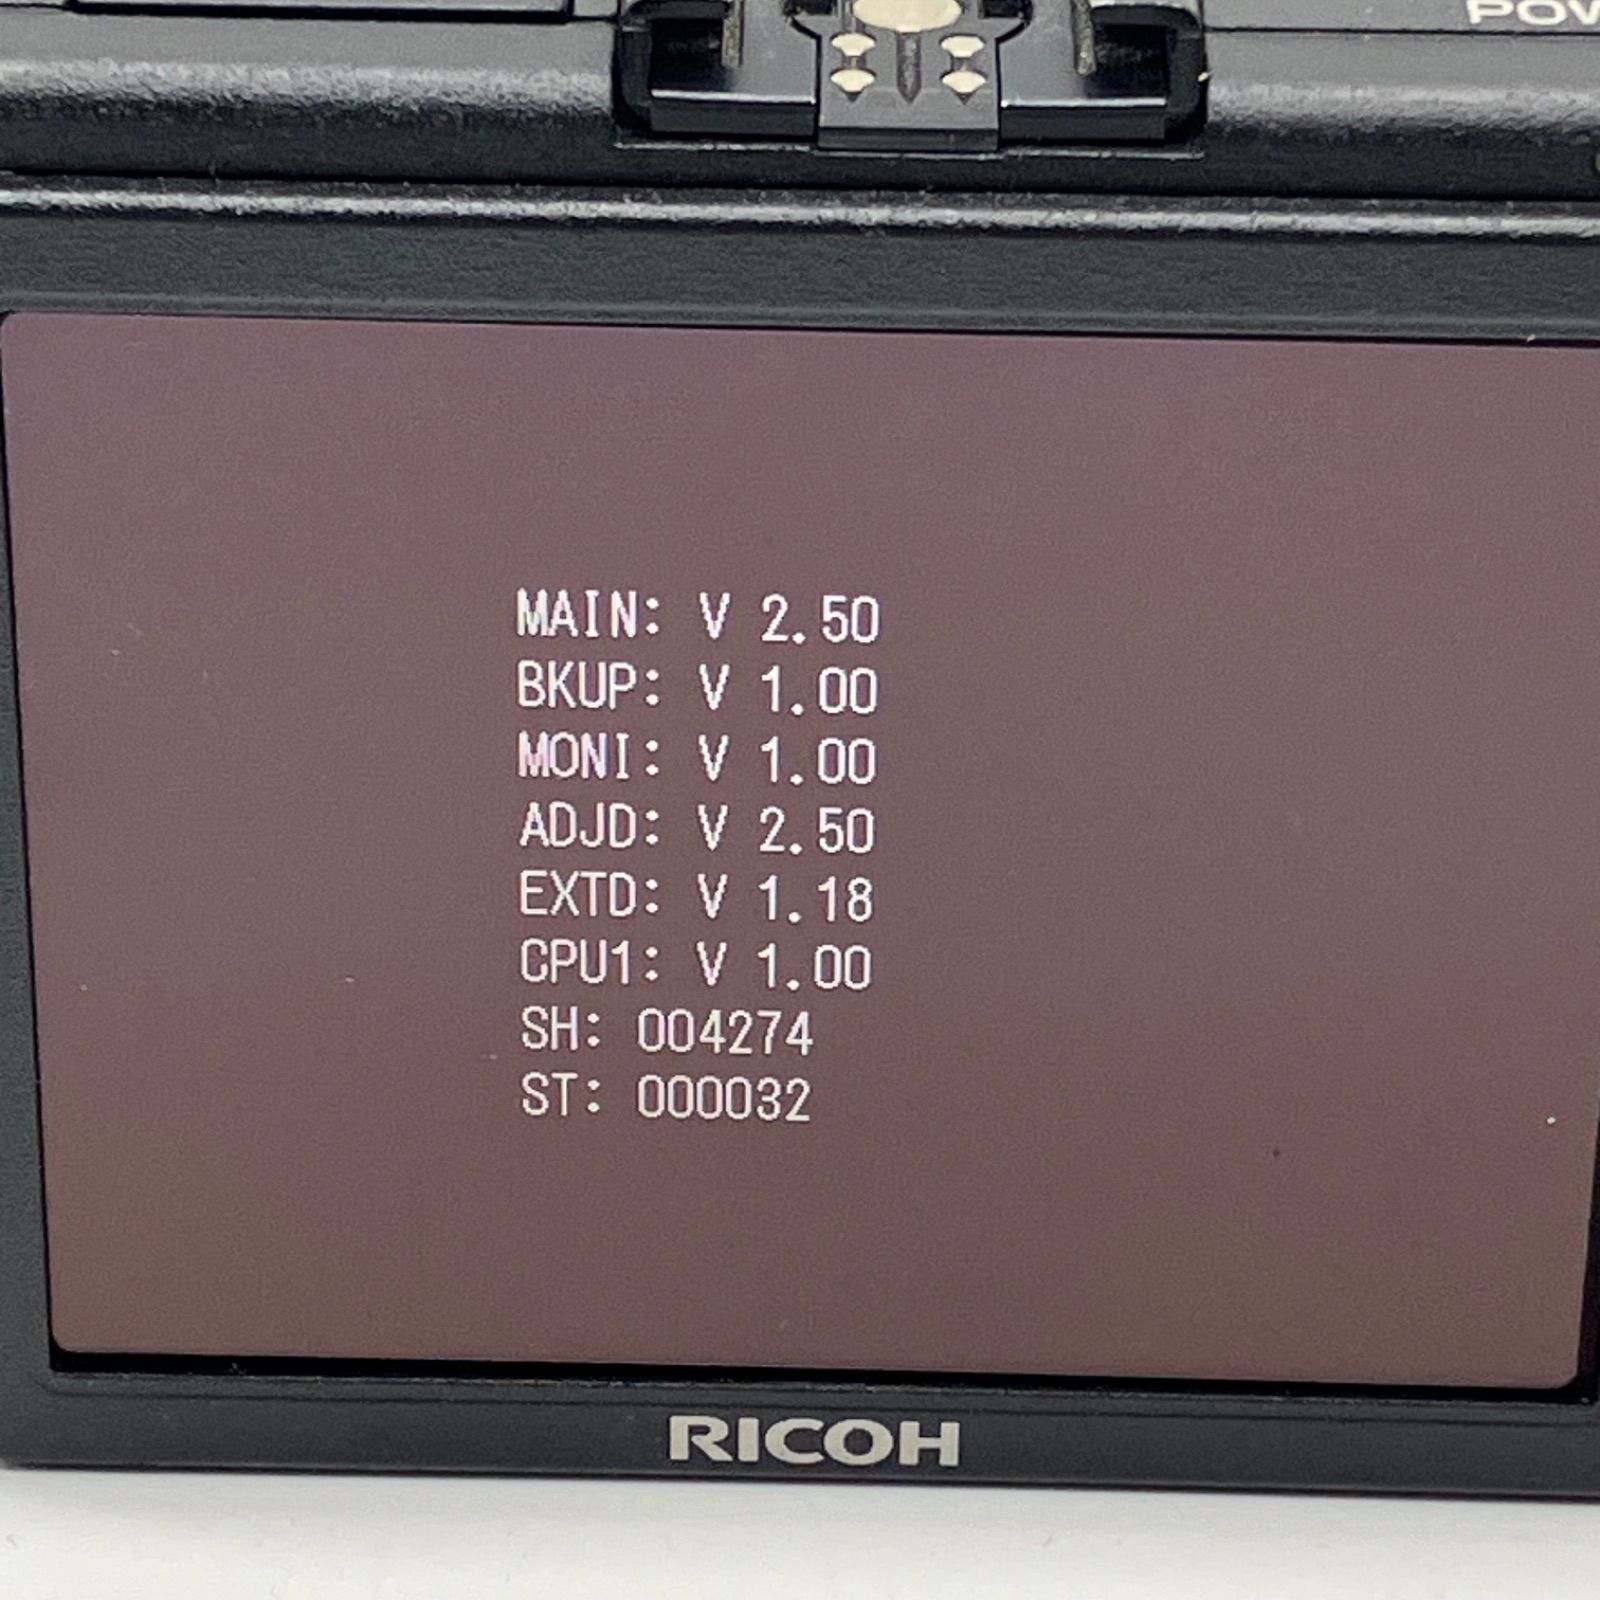 POW
MAIN: V 2.50
BKUP: V 1.00
MONI: V 1.00
ADJD: V 2.50
EXTD: V 1.18
CPU1: V 1.00
SH: 004274
ST: 000032
RICOH